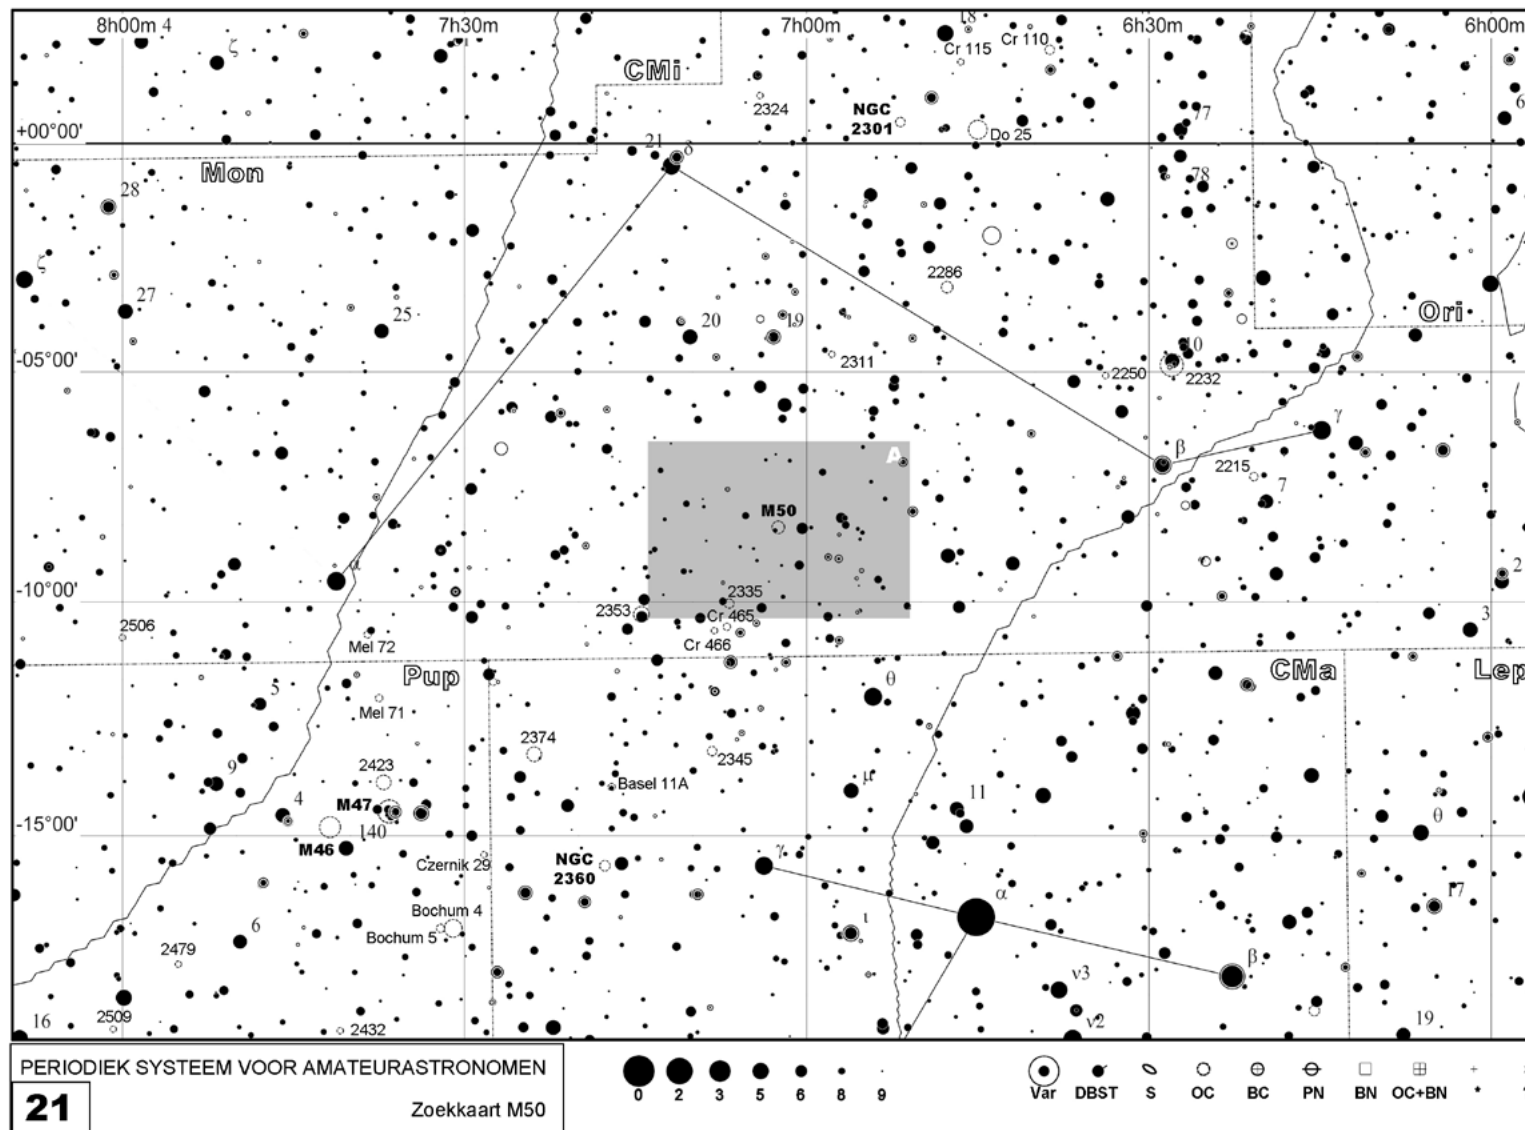 8h00m 4 7h30m 7h00m 18 6h30m 6h00m
ζ Cr 115 Cr 110
CMi
2324 NGC 77 6
+00°00' 2301 Do 25
21 δ
Mon 78
28
ζ 2286
27 25 20 19 Ori
-05°00' 2311 10
2250 2232
A β γ
2215 7
M50
α 2
-10°00' 2335
2353 Cr 465 3
2506 Mel 72 Cr 466
Pup θ CMa Lep
5 Mel 71
2374 2345
9 2423 Basel 11A μ
4 M47 11 θ
-15°00' 140
M46 Czernik 29 NGC γ
2360
α 17
Bochum 4 ι
6 Bochum 5
2479 β
ν3
2509 2432 ν2 19
16
PERIODIEK SYSTEEM VOOR AMATEURASTRONOMEN
21 Zoekkaart M50
0 2 3 5 6 8 9
Var DBST S OC BC PN BN OC+BN *